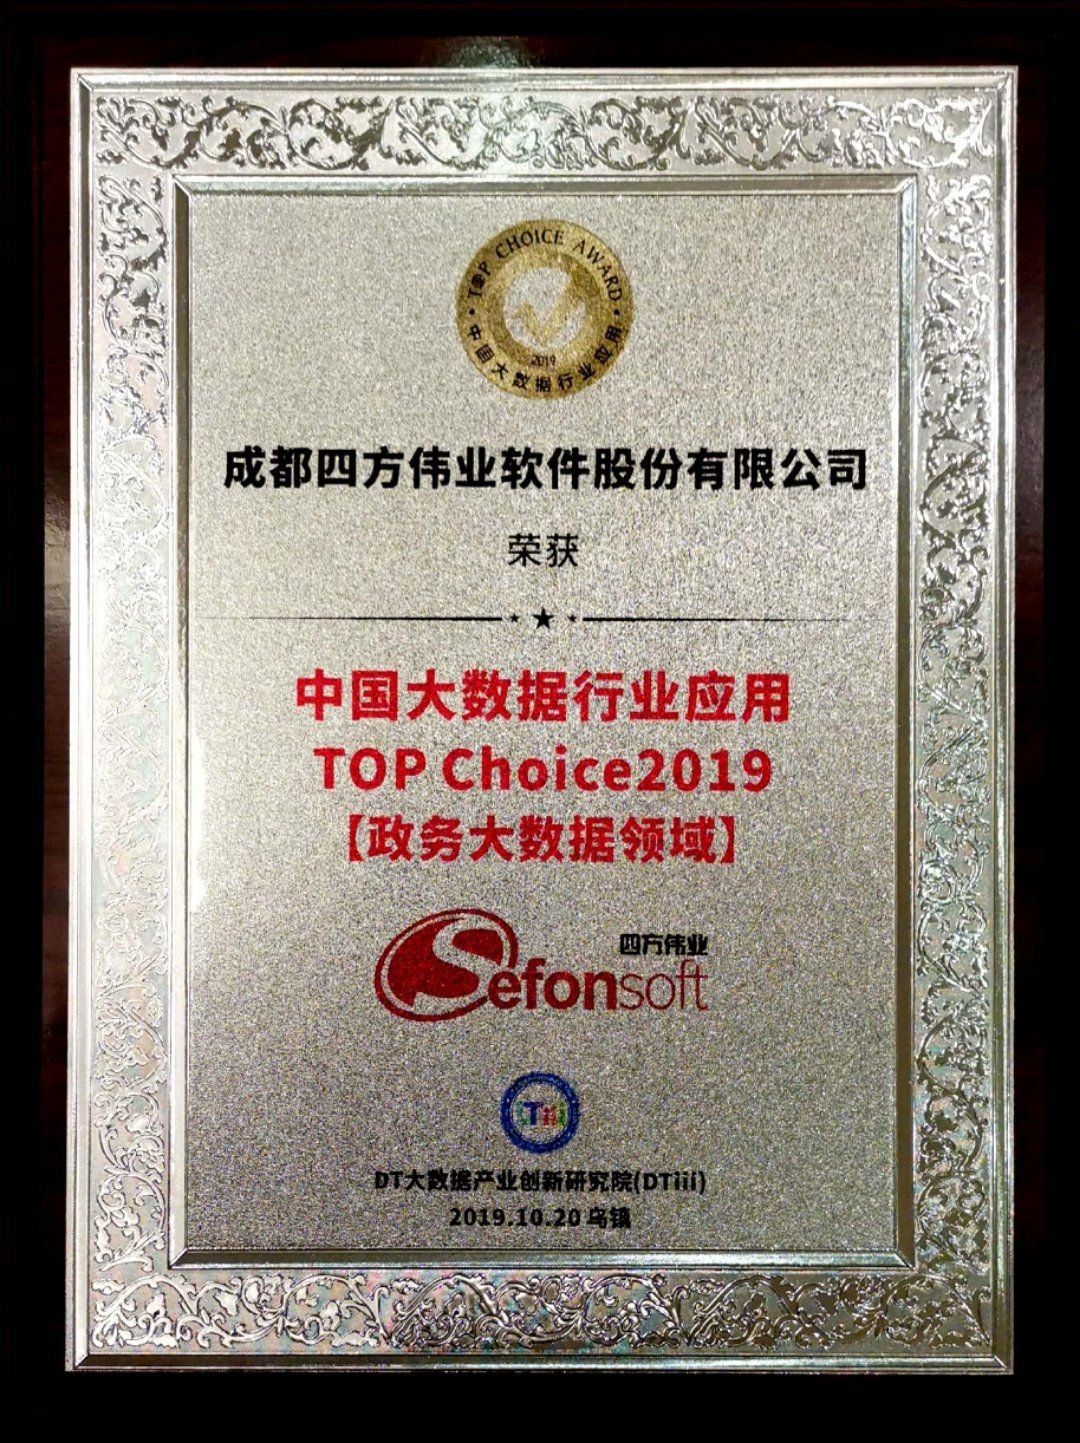 TOP CHOICE AWARD
2019
中国大数据行业应用
成都四方伟业软件股份有限公司
荣获
中国大数据行业应用
TOP Choice2019
【政务大数据领域】
四方伟业
Sefonsoft
DTiii
DT大数据产业创新研究院(DTiii)
2019.10.20 乌镇